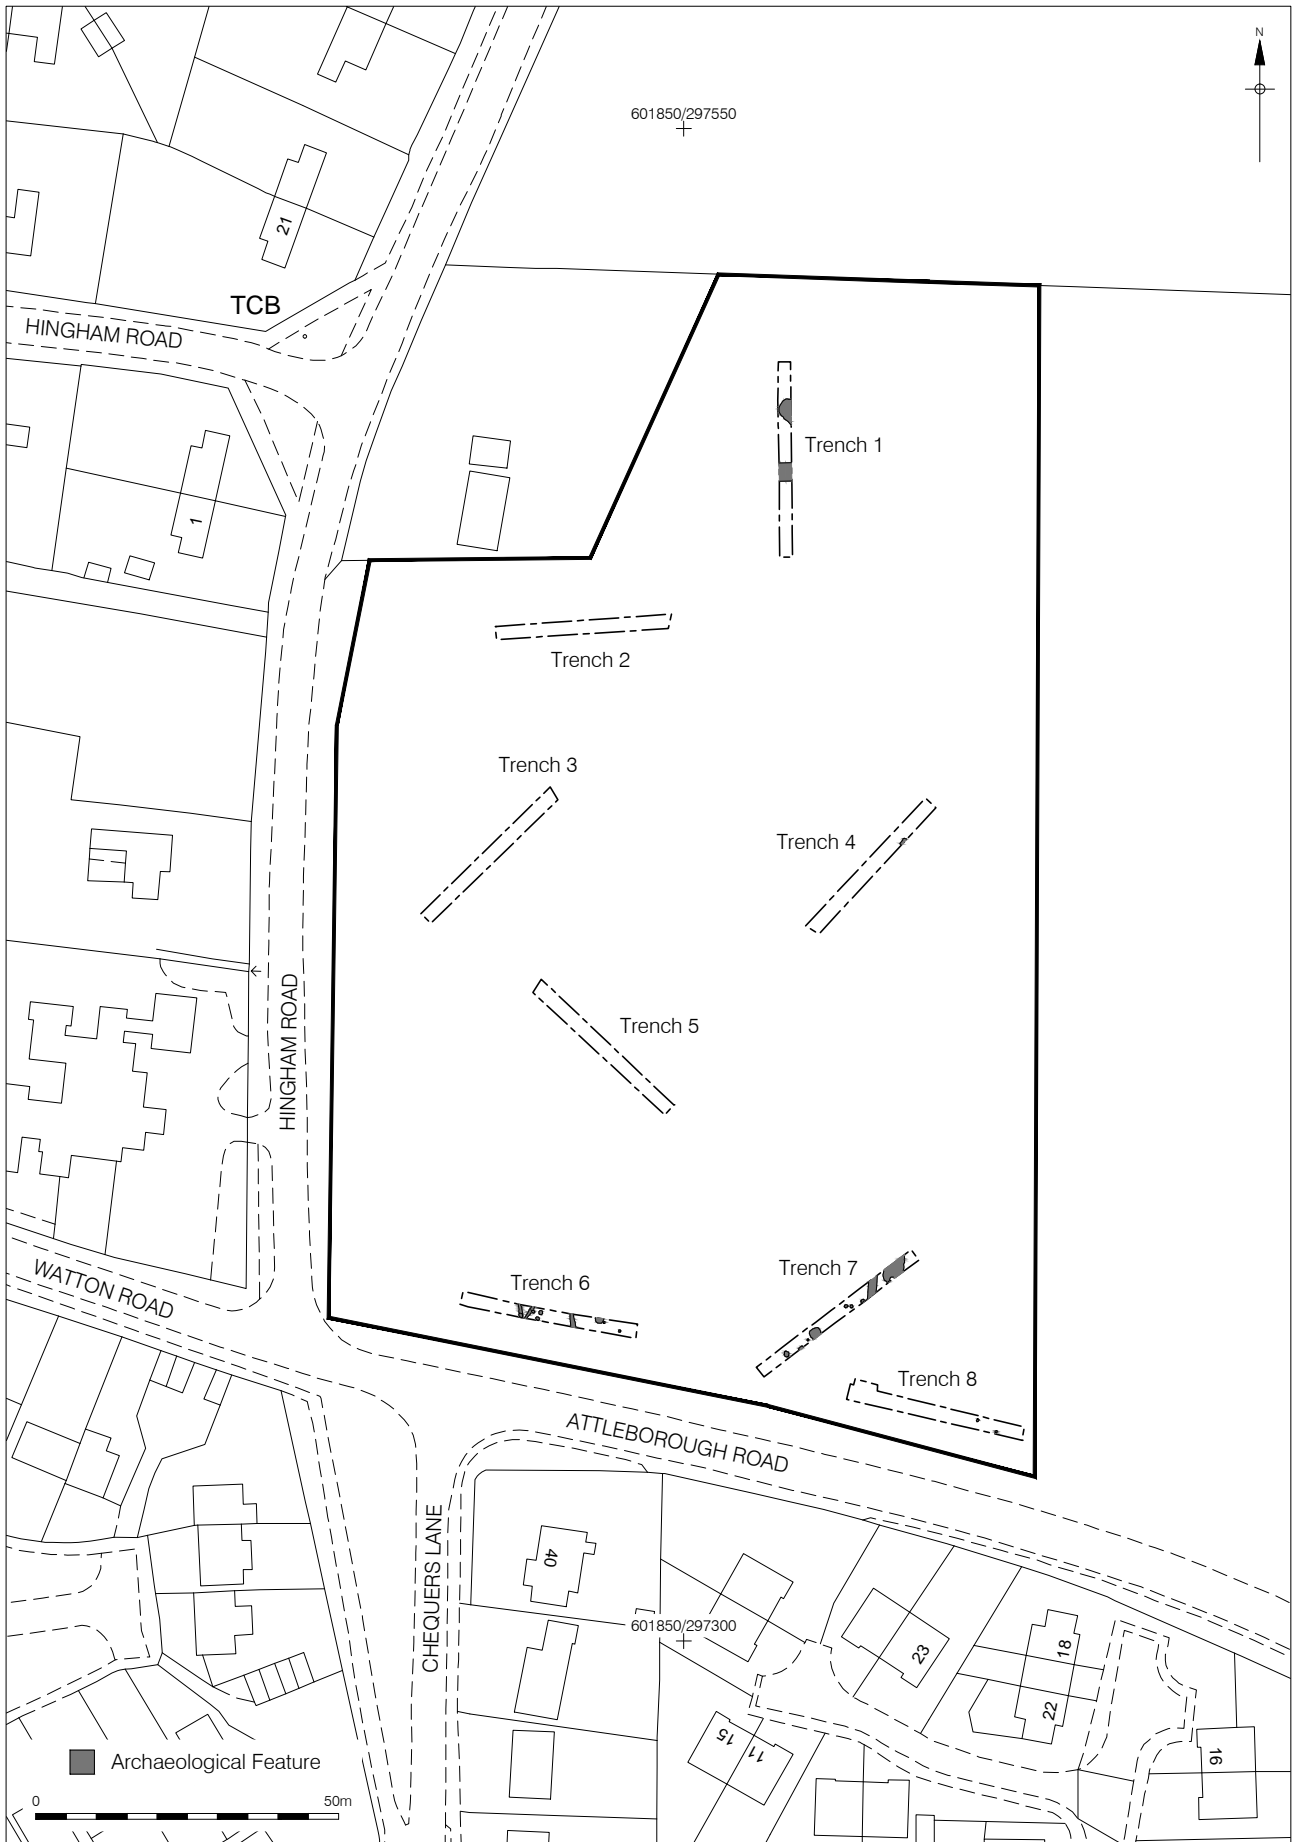 N
601850/297550
21
TCB
HINGHAM ROAD
Trench 1
1
Trench 2
Trench 3
Trench 4
HINGHAM ROAD
Trench 5
WATTON ROAD
Trench 6
Trench 7
Trench 8
ATTLEBOROUGH ROAD
CHEQUERS LANE
40
601850/297300
23
18
22
15
11
16
Archaeological Feature
0
50m